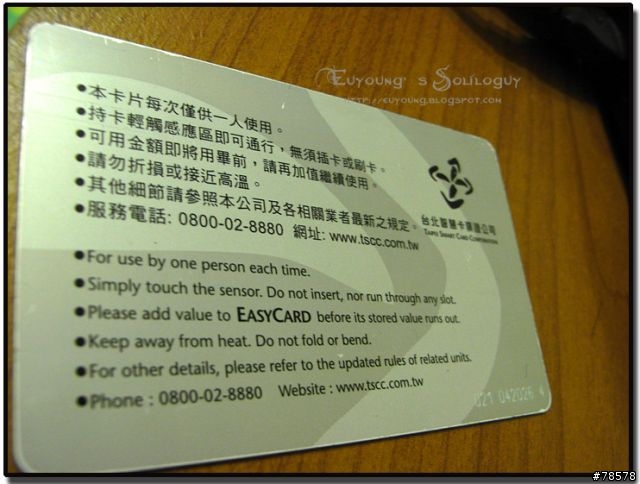 Euyoung's Soliloquy
http://euyoung.blogspot.com
●本卡片每次僅供一人使用。
●持卡輕觸感應區即可通行，無須插卡或刷卡。
●可用金額即將用畢前，請再加值繼續使用。
●請勿折損或接近高溫。
●其他細節請參照本公司及各相關業者最新之規定。
●服務電話: 0800-02-8880 網址: www.tscc.com.tw
台北智慧卡票證公司
TAIPEI SMART CARD CORPORATION
●For use by one person each time.
●Simply touch the sensor. Do not insert, nor run through any slot.
●Please add value to EASYCARD before its stored value runs out.
●Keep away from heat. Do not fold or bend.
●For other details, please refer to the updated rules of related units.
●Phone : 0800-02-8880 Website : www.tscc.com.tw
021 042026 4
#78578